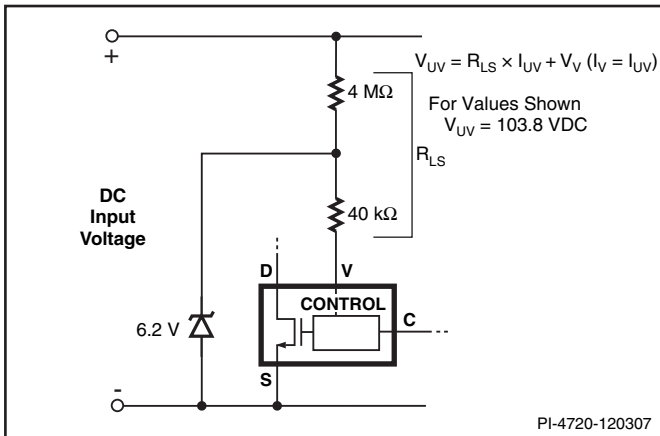 +
V_UV = R_LS × I_UV + V_V (I_V = I_UV)
4 MΩ
For Values Shown
V_UV = 103.8 VDC
R_LS
DC
Input
Voltage
40 kΩ
D
V
CONTROL
C
6.2 V
S
-
PI-4720-120307